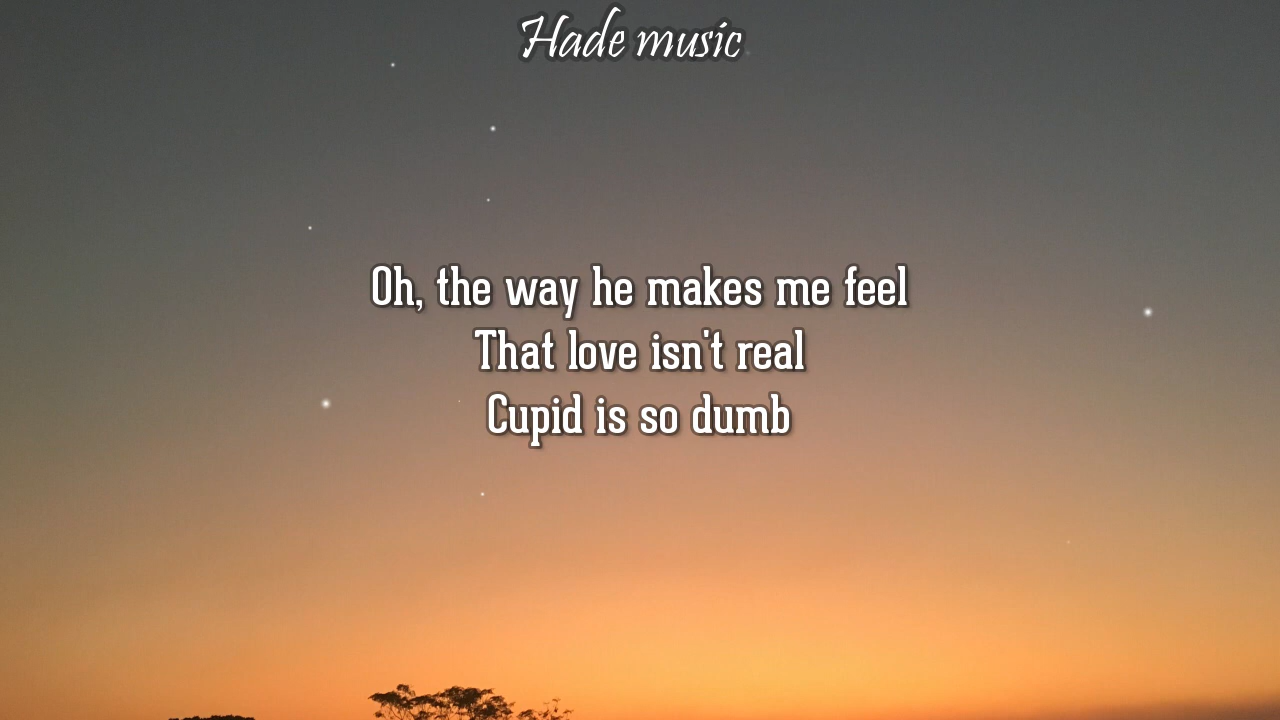 Hade music
Oh, the way he makes me feel
That love isn't real
Cupid is so dumb